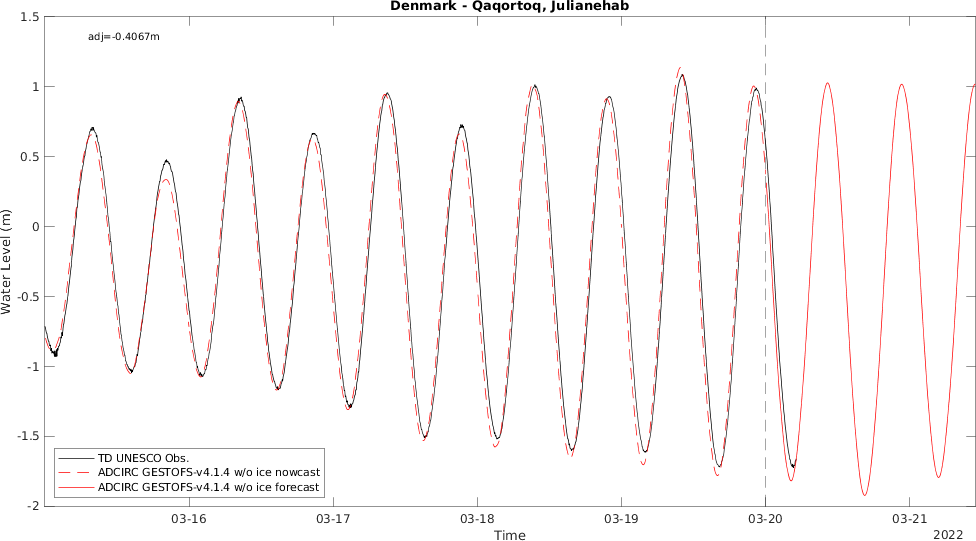 Denmark - Qaqortoq, Julianehab
adj=-0.4067m
1.5
1
0.5
0
-0.5
-1
-1.5
-2
Water Level (m)
TD UNESCO Obs.
ADCIRC GESTOFS-v4.1.4 w/o ice nowcast
ADCIRC GESTOFS-v4.1.4 w/o ice forecast
03-16 03-17 03-18 03-19 03-20 03-21
Time
2022